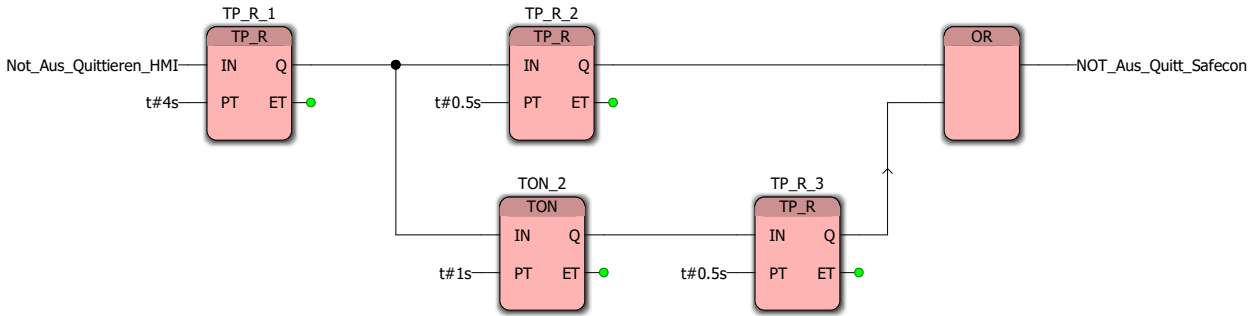 TP_R_1
TP_R
Not_Aus_Quittieren_HMI
IN
Q
t#4s
PT
ET
TP_R_2
TP_R
IN
Q
t#0.5s
PT
ET
OR
NOT_Aus_Quitt_Safecon
TON_2
TON
IN
Q
t#1s
PT
ET
TP_R_3
TP_R
IN
Q
t#0.5s
PT
ET